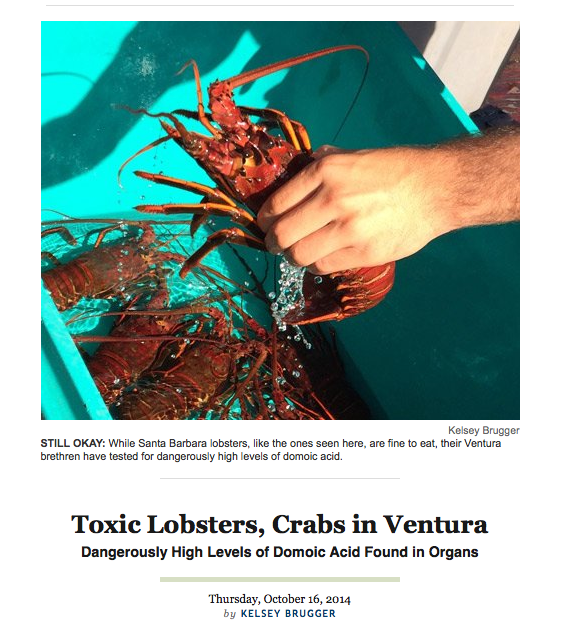 Kelsey Brugger
STILL OKAY: While Santa Barbara lobsters, like the ones seen here, are fine to eat, their Ventura
brethren have tested for dangerously high levels of domoic acid.
Toxic Lobsters, Crabs in Ventura
Dangerously High Levels of Domoic Acid Found in Organs
Thursday, October 16, 2014
by KELSEY BRUGGER